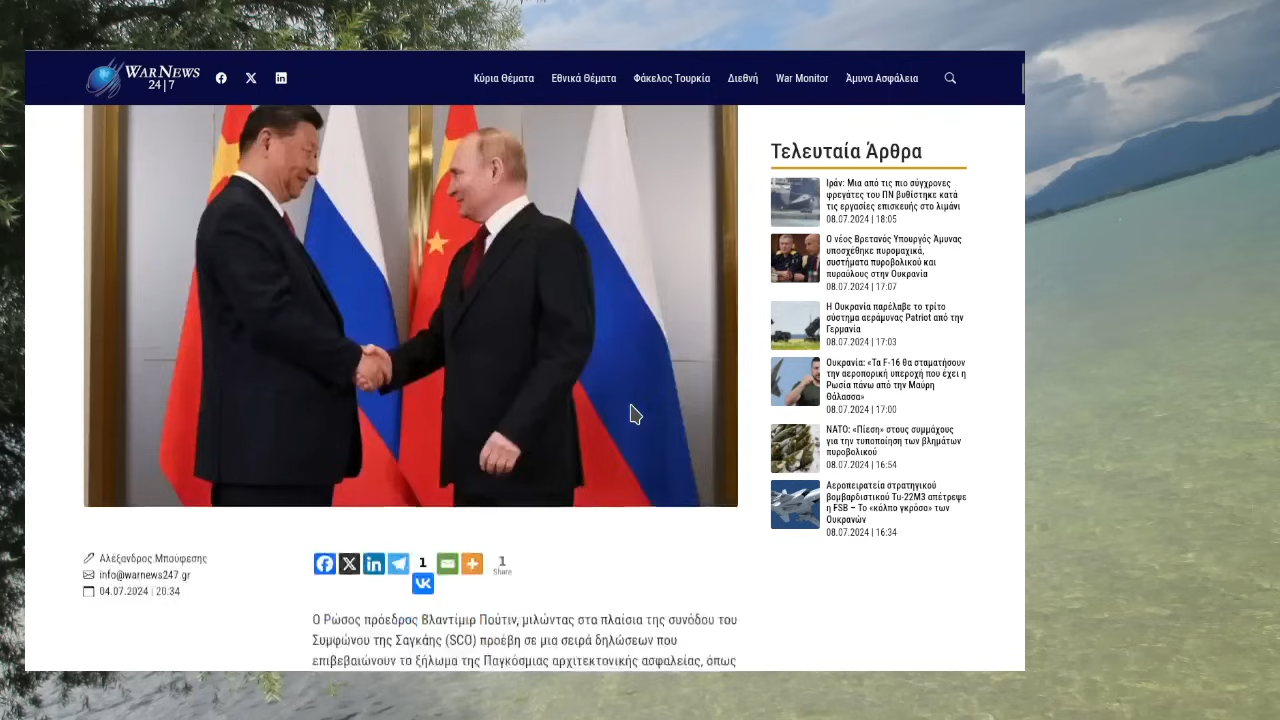 WARNEWS
24|7
Κύρια Θέματα
Εθνικά Θέματα
Φάκελος Τουρκία
Διεθνή
War Monitor
Άμυνα Ασφάλεια
Τελευταία Άρθρα
Ιράν: Μια από τις πιο σύγχρονες
φρεγάτες του ΠΝ βυθίστηκε κατά
τις εργασίες επισκευής στο λιμάνι
08.07.2024 | 18:05
Ο νέος Βρετανός Υπουργός Άμυνας
υποσχέθηκε πυρομαχικά,
συστήματα πυροβολικού και
πυραύλους στην Ουκρανία
08.07.2024 | 17:07
Η Ουκρανία παρέλαβε το τρίτο
σύστημα αεράμυνας Patriot από την
Γερμανία
08.07.2024 | 17:03
Ουκρανία: «Τα F-16 θα σταματήσουν
την αεροπορική υπεροχή που έχει η
Ρωσία πάνω από την Μαύρη
Θάλασσα»
08.07.2024 | 17:00
ΝΑΤΟ: «Πίεση» στους συμμάχους
για την τυποποίηση των βλημάτων
πυροβολικού
08.07.2024 | 16:54
Αεροπειρατεία στρατηγικού
βομβαρδιστικού Tu-22M3 απέτρεψε
η FSB – Το «κόλπο γκρόσο» των
Ουκρανών
08.07.2024 | 16:34
Αλέξανδρος Μπούφεσης
info@warnews247.gr
04.07.2024 | 20:34
1
1
Share
Ο Ρώσος πρόεδρος Βλαντίμιρ Πούτιν, μιλώντας στα πλαίσια της συνόδου του
Συμφώνου της Σαγκάης (SCO) προέβη σε μια σειρά δηλώσεων που
επιβεβαιώνουν το ξήλωμα της Παγκόσμιας αρχιτεκτονικής ασφαλείας, όπως